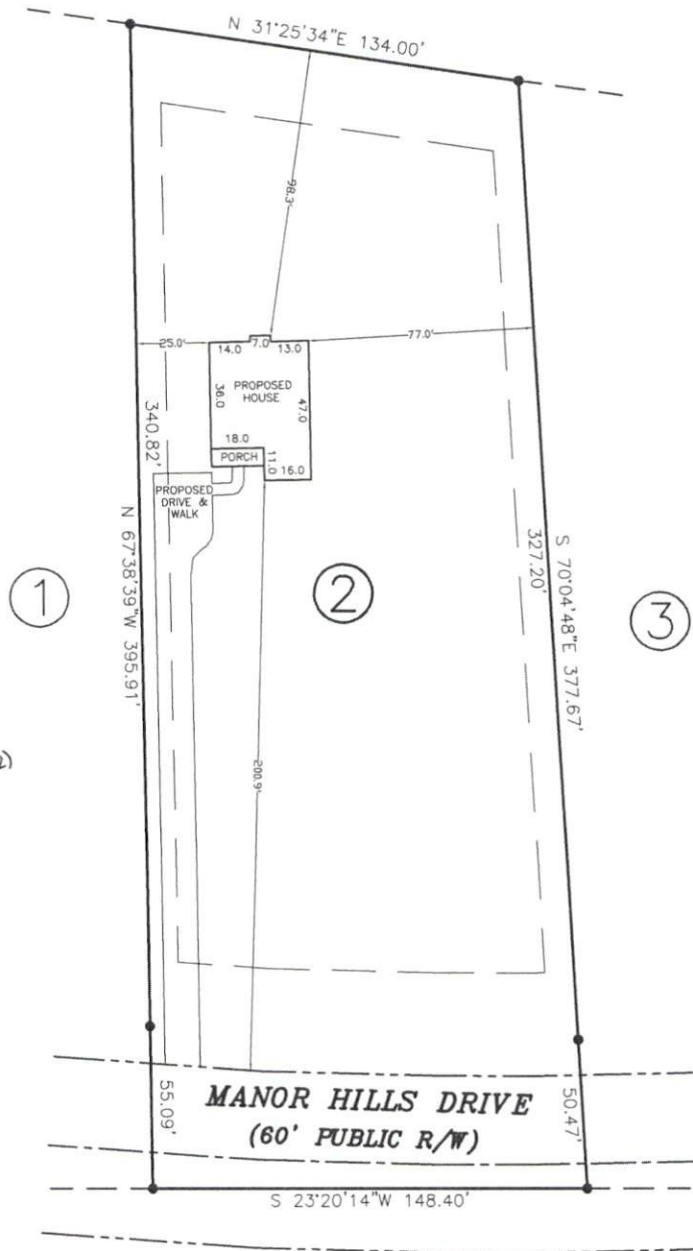 N 31°25'34"E 134.00'
98.3'
25.0'
14.0
7.0'
13.0
77.0'
PROPOSED
HOUSE
36.0
47.0
18.0
PORCH
11.0
16.0
PROPOSED
DRIVE &
WALK
340.82'
N 67°38'39"W 395.91'
1
2
3
S 70°04'48"E 377.67'
327.20'
200.9'
55.09'
50.47'
MANOR HILLS DRIVE
(60' PUBLIC R/W)
S 23°20'14"W 148.40'